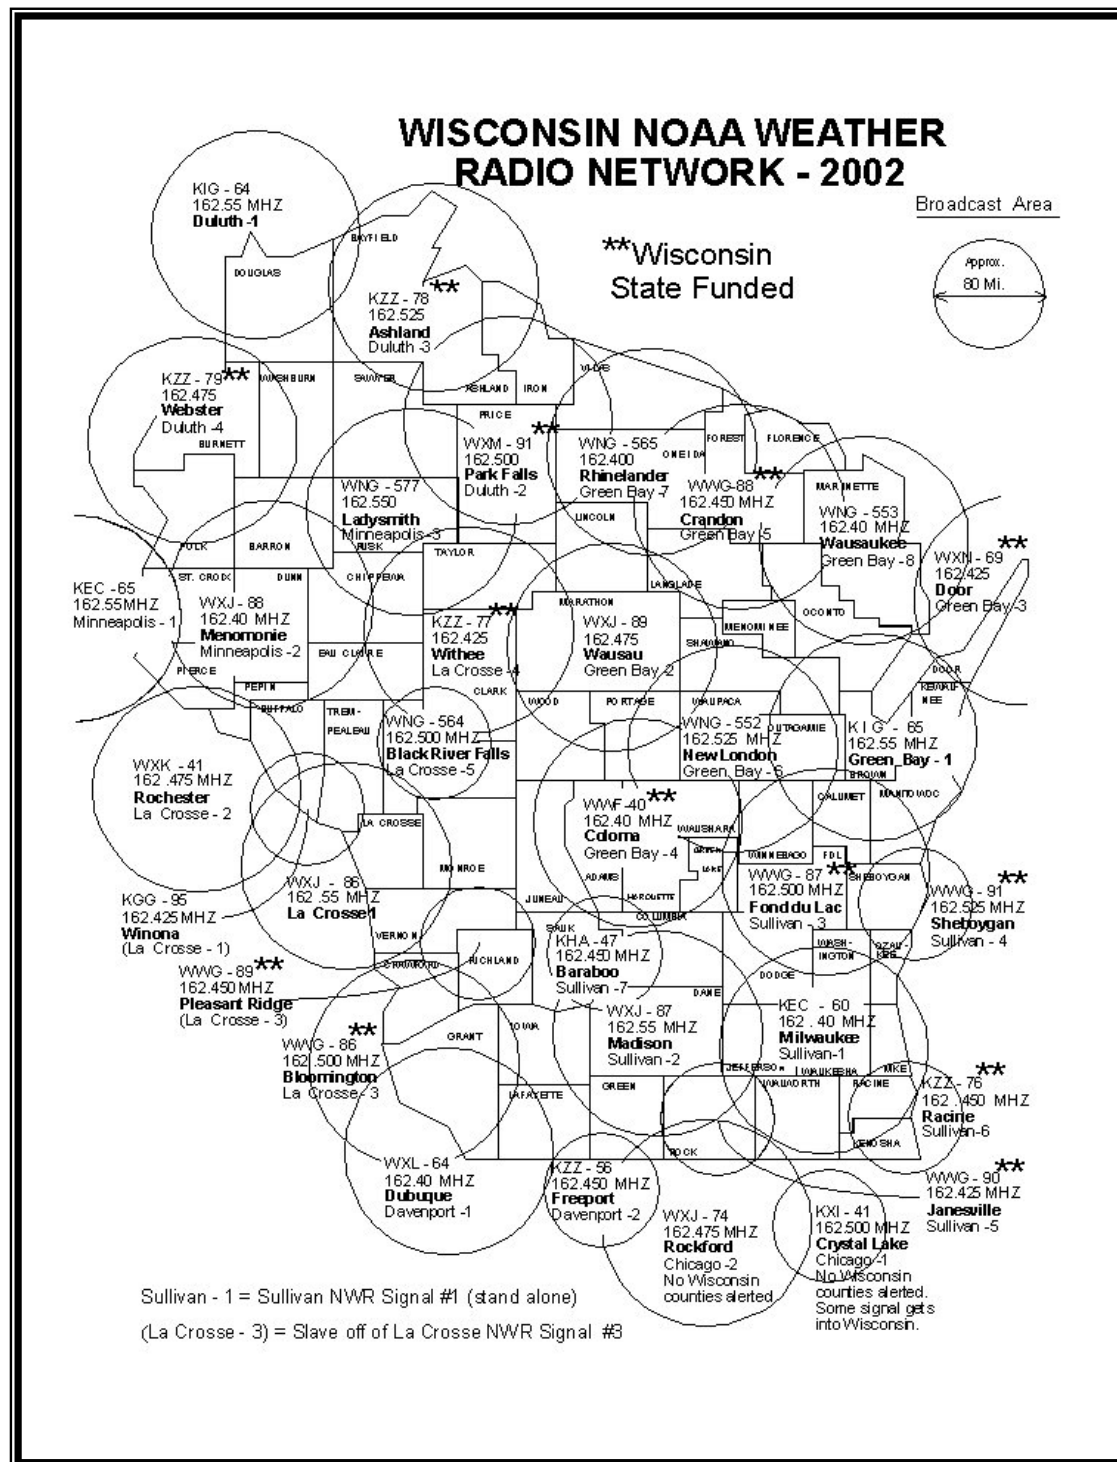 WISCONSIN NOAA WEATHER
RADIO NETWORK - 2002
Broadcast Area
Approx.
80 Mi.
**Wisconsin
State Funded
KIG - 64
162.55 MHZ
Duluth -1
BAYFIELD
DOUGLAS
**
KZZ - 78
162.525
Ashland
Duluth -3
**
KZZ - 79
162.475
Webster
Duluth -4
BURNETT
WASHBURN
SAWYER
ASHLAND
IRON
VILAS
PRICE
**
WXM - 91
162.500
Park Falls
Duluth -2
WNG - 565
162.400
ONEIDA
Rhinelander
Green Bay -7
FOREST
FLORENCE
**
WWG-88
162.450 MHZ
Crandon
Green Bay -5
MARINETTE
WNG - 553
162.40 MHZ
Wausaukee
Green Bay - 8
WNG - 577
162.550
Ladysmith
Minneapolis -3
LINCOLN
POLK
BARRON
RUSK
TAYLOR
**
WXN - 69
162.425
Door
Green Bay -3
ST. CROIX
DUNN
CHIPPEWA
LANGLADE
KEC - 65
162.55MHZ
Minneapolis - 1
WXJ - 88
162.40 MHZ
Menomonie
Minneapolis -2
**
KZZ - 77
162.425
Withee
La Crosse -4
MARATHON
WXJ - 89
162.475
Wausau
Green Bay -2
MENOMINEE
OCONTO
SHAWANO
EAU CLAIRE
PIERCE
PEPIN
CLARK
DOOR
KEWAU-
NEE
BUFFALO
TREM-
PEALEAU
WOOD
PORTAGE
WAUPACA
WNG - 564
162.500 MHZ
Black River Falls
La Crosse -5
WNG - 552
162.525 MHZ
New London
Green Bay - 6
OUTAGAMIE
KIG - 65
162.55 MHZ
Green Bay - 1
BROWN
WXK - 41
162.475 MHZ
Rochester
La Crosse - 2
CALUMET
MANITOWOC
**
WWF-40
162.40 MHZ
Coloma
Green Bay - 4
WAUSHARA
LA CROSSE
GREEN
LAKE
WINNEBAGO
FDL
MONROE
ADAMS
JUNEAU
MARQUETTE
**
WWG - 87
162.500 MHZ
Fond du Lac
Sullivan - 3
SHEBOYGAN
**
WWG - 91
162.525 MHZ
Sheboygan
Sullivan - 4
WXJ - 86
162.55 MHZ
La Crosse1
KGG - 95
162.425MHZ
Winona
(La Crosse - 1)
COLUMBIA
VERNON
SAUK
KHA - 47
162.450 MHZ
Baraboo
Sullivan -7
WASH-
INGTON
OZAU-
KEE
DODGE
CRAWFORD
RICHLAND
**
WWG - 89
162.450MHZ
Pleasant Ridge
(La Crosse - 3)
DANE
WXJ - 87
162.55 MHZ
Madison
Sullivan -2
KEC - 60
162.40 MHZ
Milwaukee
Sullivan-1
GRANT
IOWA
**
WWG - 86
162.500 MHZ
Bloomington
La Crosse - 3
JEFFERSON
WAUKESHA
MKE
LAFAYETTE
GREEN
WALWORTH
RACINE
**
KZZ - 76
162.450 MHZ
Racine
Sullivan-6
KENOSHA
ROCK
WXL - 64
162.40 MHZ
Dubuque
Davenport -1
KZZ - 56
162.450 MHZ
Freeport
Davenport -2
**
WWG - 90
162.425MHZ
Janesville
Sullivan -5
WXJ - 74
162.475 MHZ
Rockford
Chicago -2
No Wisconsin
counties alerted
KXI - 41
162.500 MHZ
Crystal Lake
Chicago -1
No Wisconsin
counties alerted.
Some signal gets
into Wisconsin.
Sullivan - 1 = Sullivan NWR Signal #1 (stand alone)
(La Crosse - 3) = Slave off of La Crosse NWR Signal #3